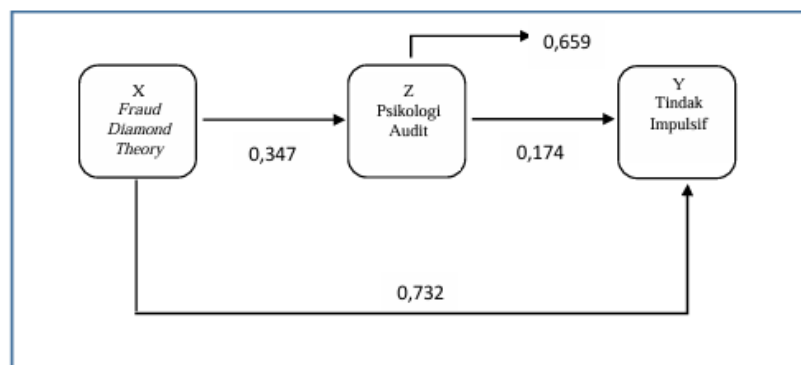 0,659
X
Fraud
Diamond
Theory
Z
Psikologi
Audit
Y
Tindak
Impulsif
0,347
0,174
0,732